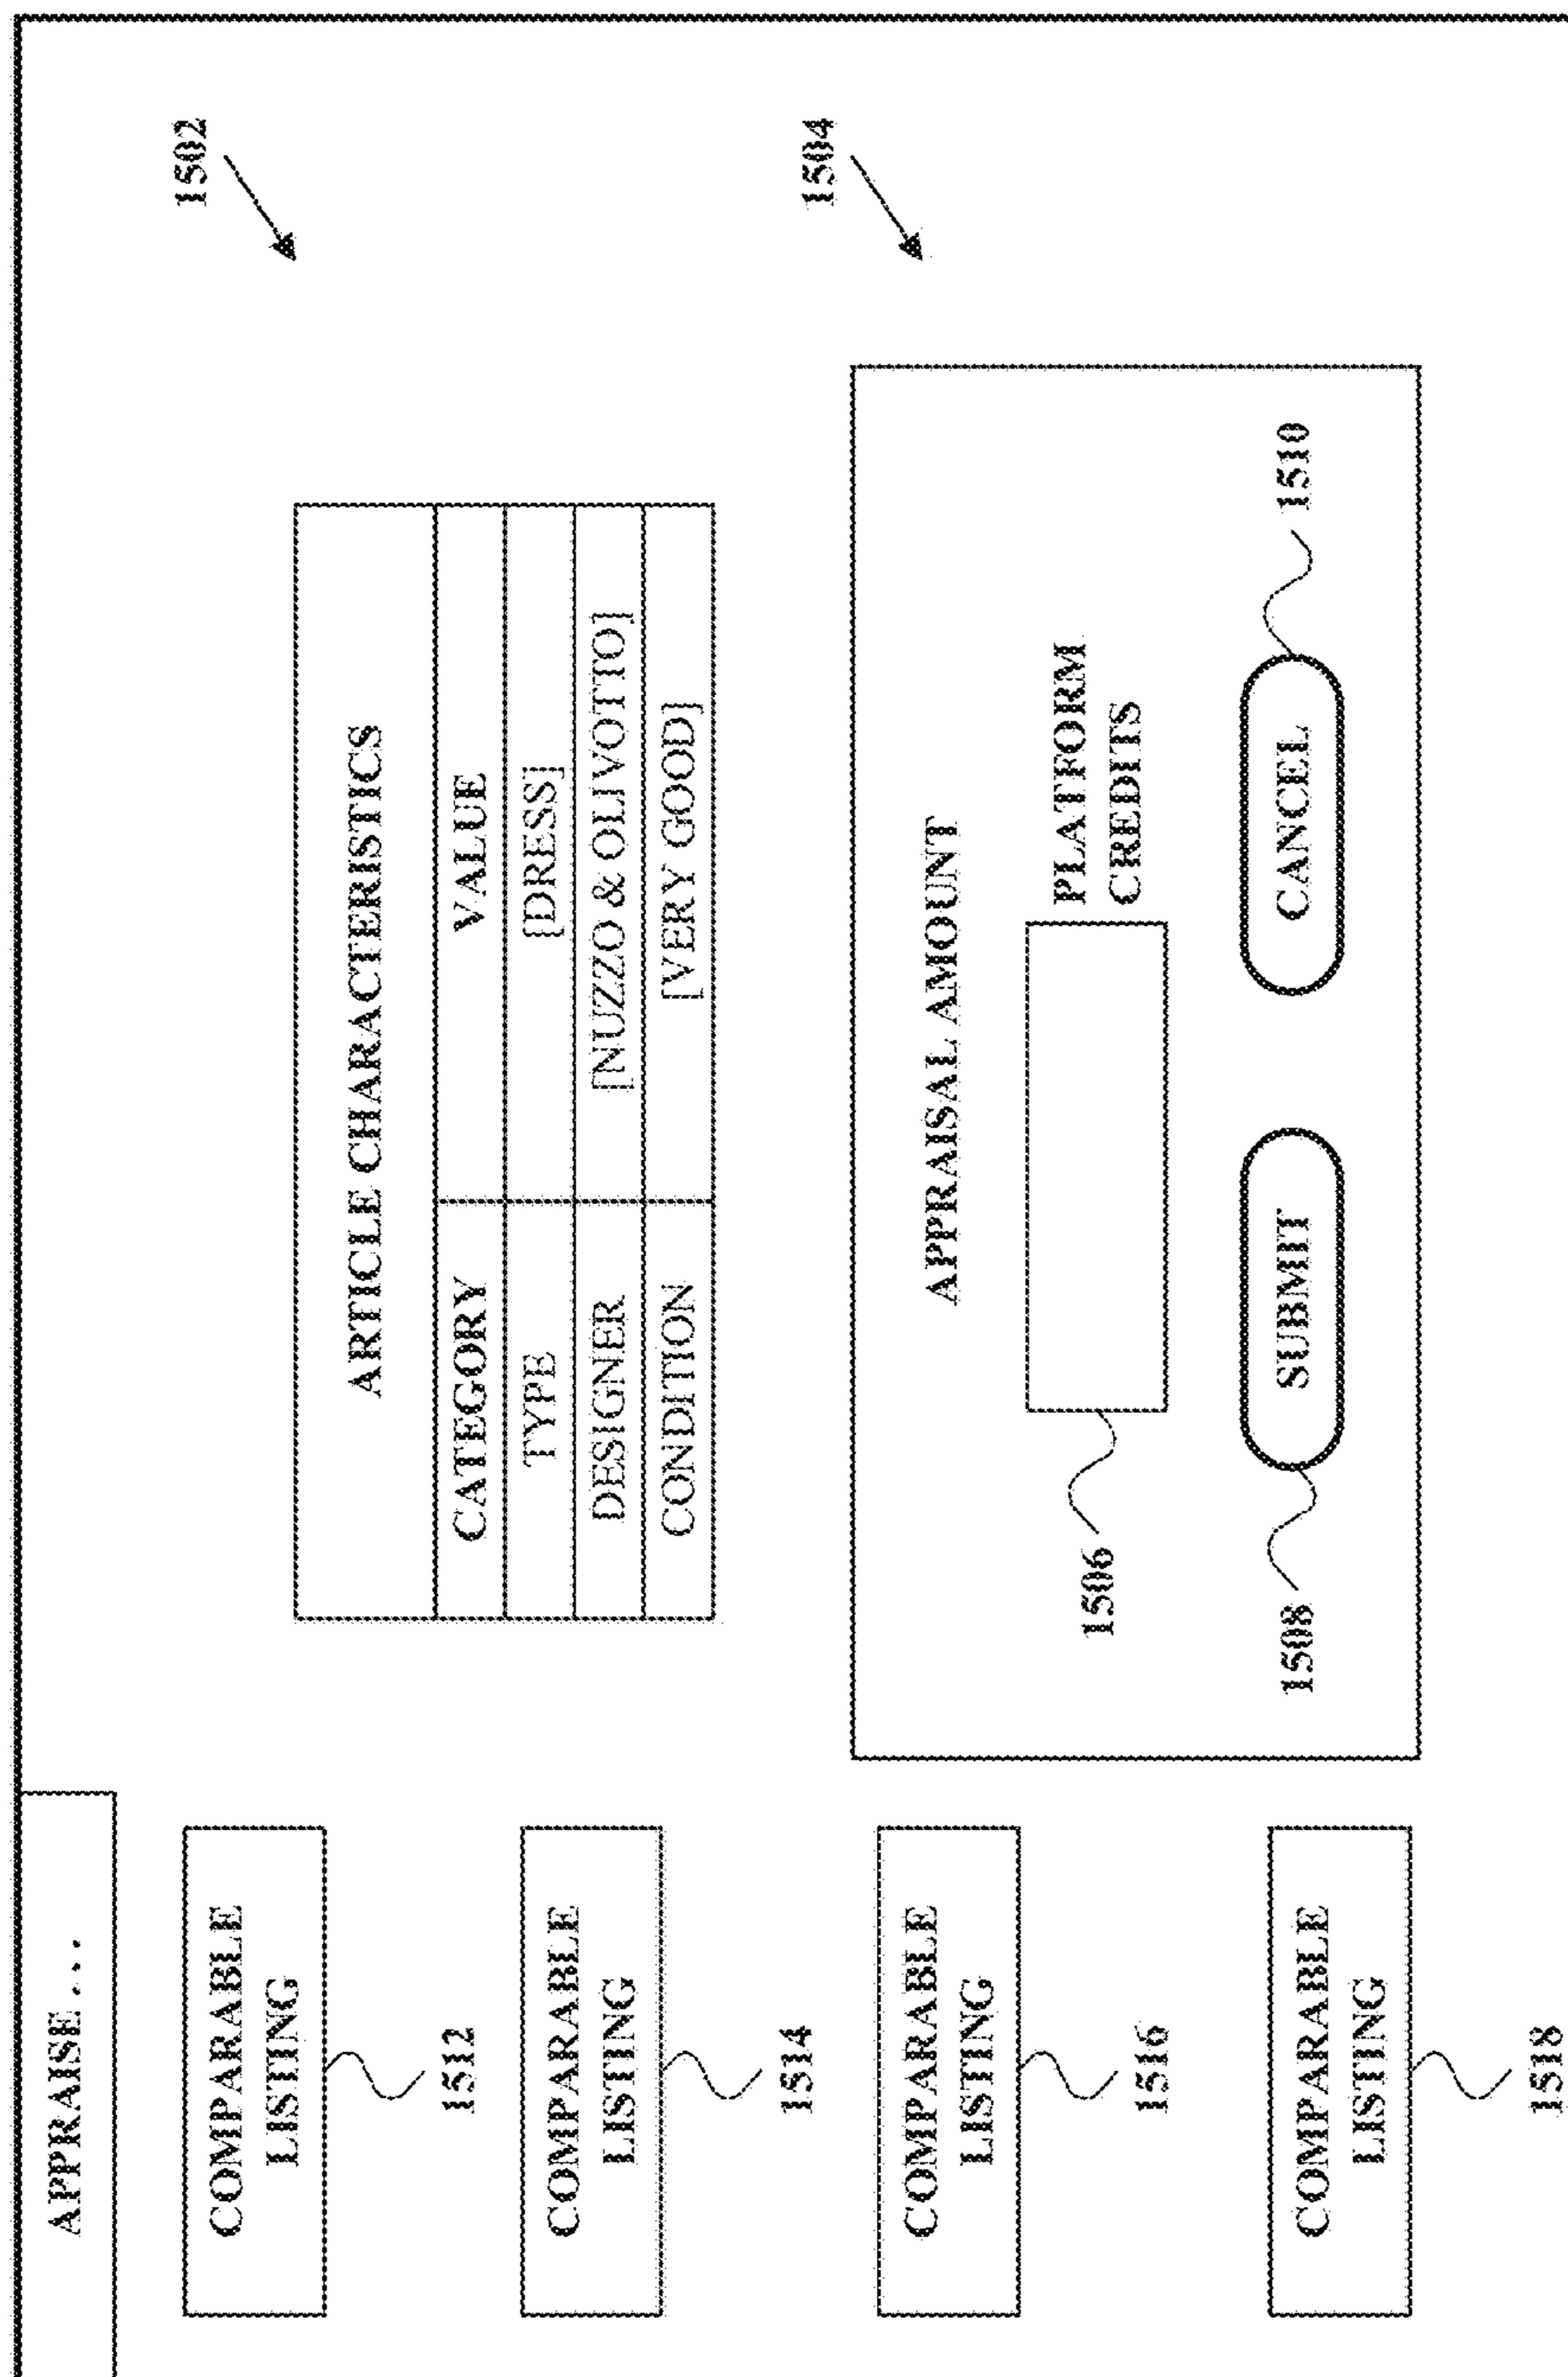 APPRAISE . . .
COMPARABLE
LISTING
1512
COMPARABLE
LISTING
1514
COMPARABLE
LISTING
1516
COMPARABLE
LISTING
1518
1502
ARTICLE CHARACTERISTICS
CATEGORY VALUE
TYPE [DRESS]
DESIGNER [NUZZO & OLIVOTTO]
CONDITION [VERY GOOD]
1504
APPRAISAL AMOUNT
1506
PLATFORM
CREDITS
1508
SUBMIT
CANCEL
1510